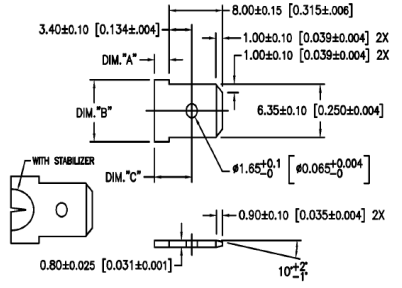 8.00±0.15 [0.315±.006]
3.40±0.10 [0.134±.004]
1.00±0.10 [0.039±0.004] 2X
1.00±0.10 [0.039±0.004] 2X
DIM."A"
DIM."B"
6.35±0.10 [0.250±0.004]
WITH STABILIZER
DIM."C"
ø1.65+0.1 -0 [ø0.065+0.004 -0]
0.90±0.10 [0.035±0.004] 2X
0.80±0.025 [0.031±0.001]
10°+2° -1°